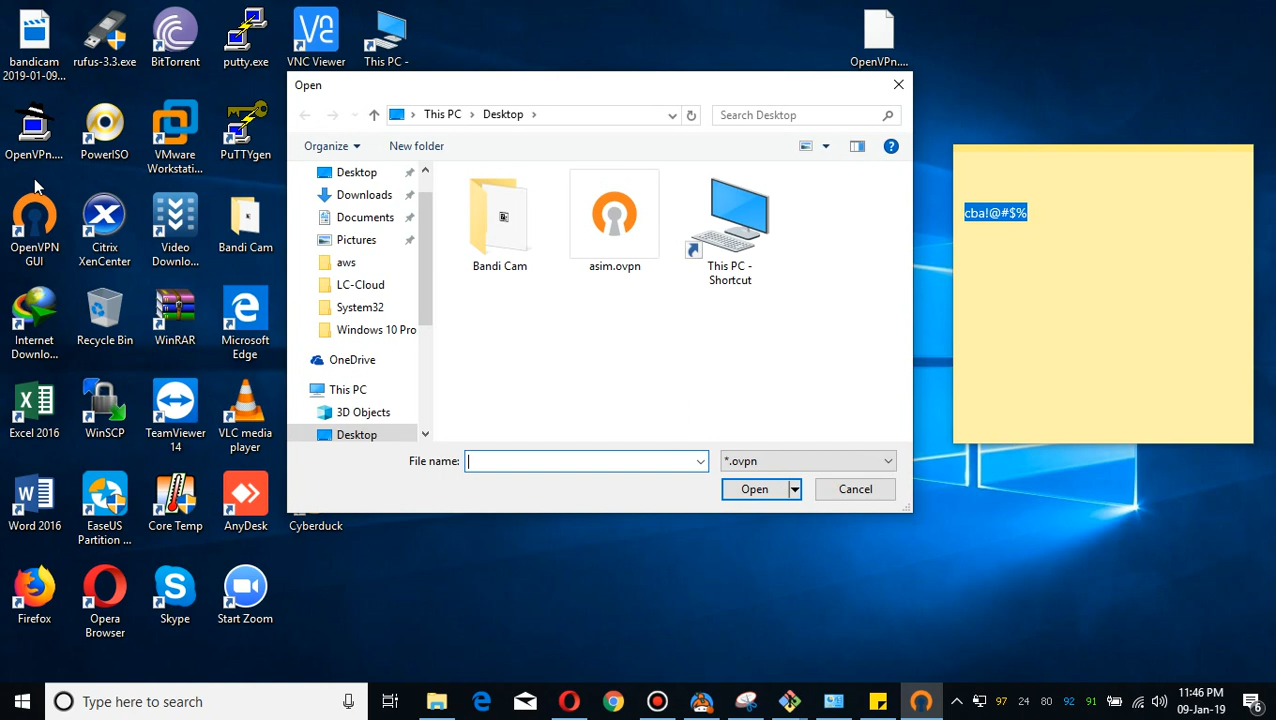 bandicam
2019-01-09...
rufus-3.3.exe
BitTorrent
putty.exe
VNC Viewer
This PC -
OpenVPn....
OpenVPn....
PowerISO
VMware
Workstati...
PuTTYgen
OpenVPN
GUI
Citrix
XenCenter
Video
Downlo...
Bandi Cam
Internet
Downlo...
Recycle Bin
WinRAR
Microsoft
Edge
Excel 2016
WinSCP
TeamViewer
14
VLC media
player
Word 2016
EaseUS
Partition ...
Core Temp
AnyDesk
Cyberduck
Firefox
Opera
Browser
Skype
Start Zoom
Open
This PC > Desktop >
Search Desktop
Organize
New folder
Desktop
Downloads
Documents
Pictures
aws
LC-Cloud
System32
Windows 10 Pro
OneDrive
This PC
3D Objects
Desktop
Bandi Cam
asim.ovpn
This PC -
Shortcut
File name:
*.ovpn
Open
Cancel
cba!@#$%
Type here to search
97 24 80 92 91
11:46 PM
09-Jan-19
6